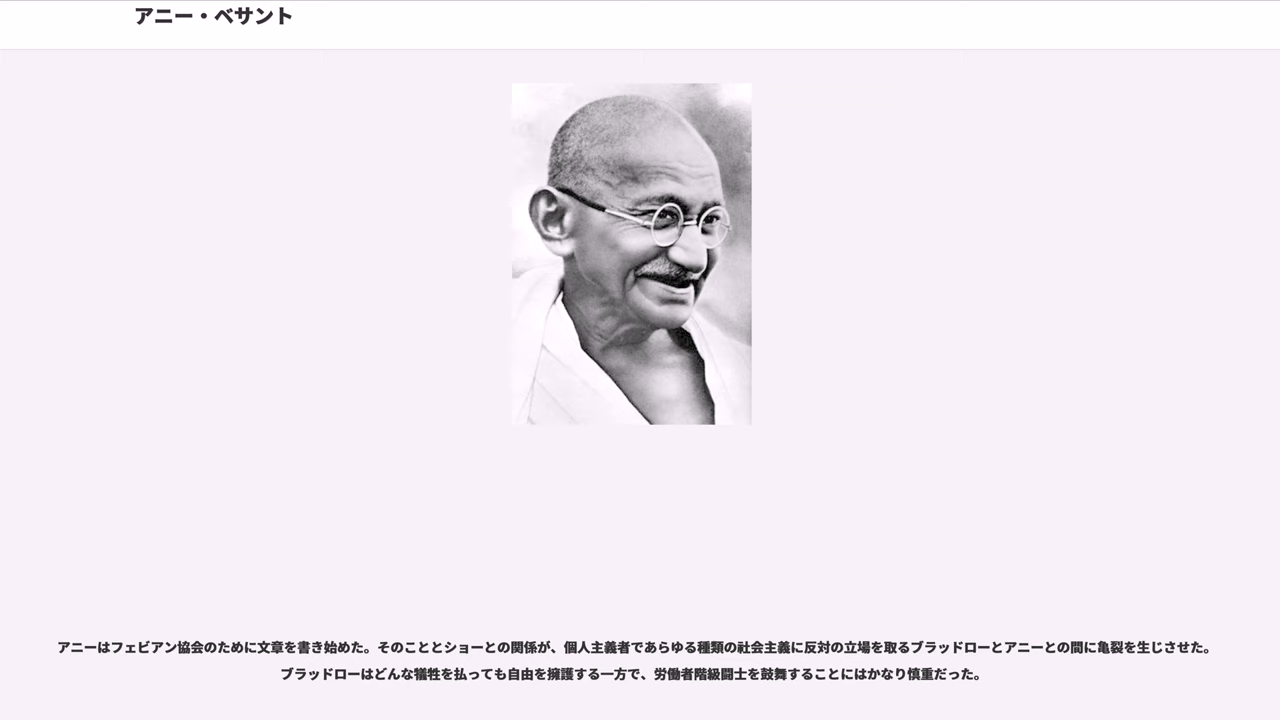 アニー・ベサント
アニーはフェビアン協会のために文章を書き始めた。そのこととショーとの関係が、個人主義者であらゆる種類の社会主義に反対の立場を取るブラッドローとアニーとの間に亀裂を生じさせた。
ブラッドローはどんな犠牲を払っても自由を擁護する一方で、労働者階級闘士を鼓舞することにはかなり慎重だった。